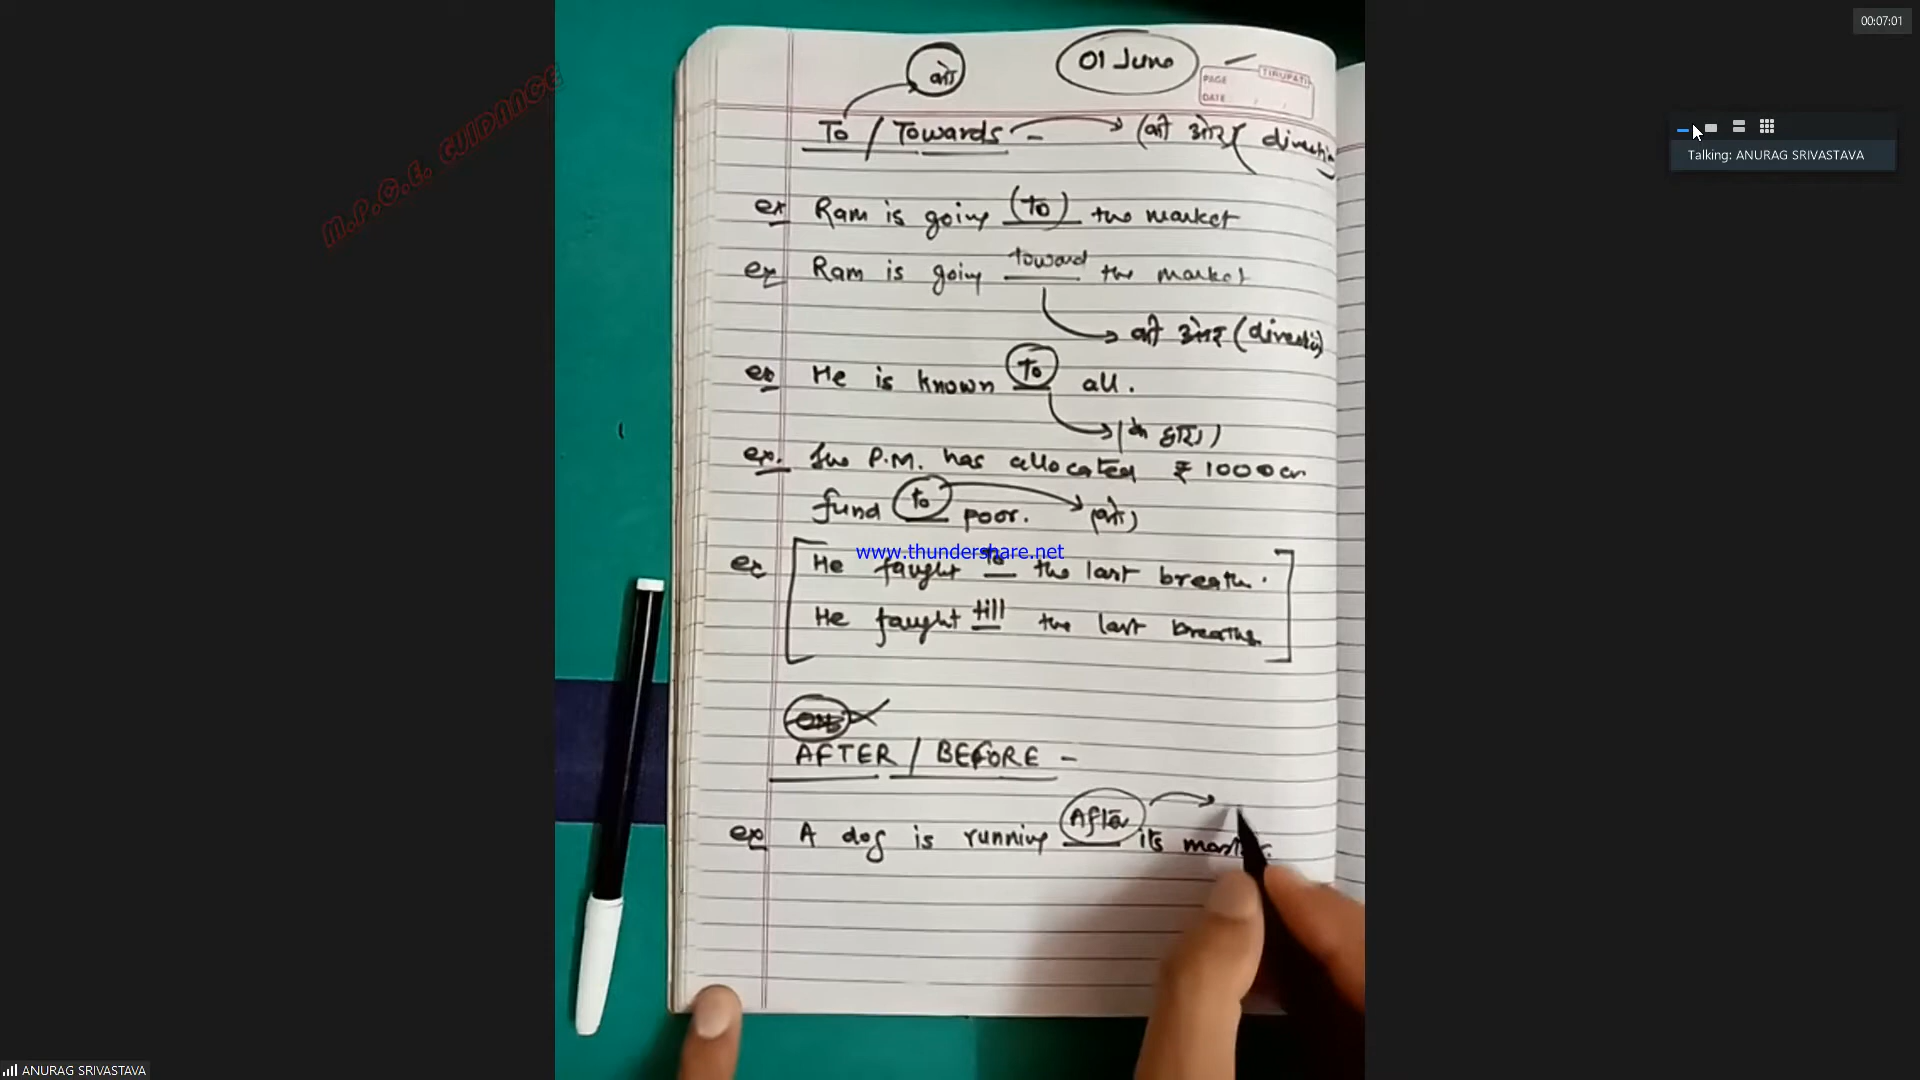 00:07:01
को
01 June
PAGE
TIRUPATI
DATE
To / Towards - (की ओर) (direction
Talking: ANURAG SRIVASTAVA
M.P.G.E. GUIDANCE
ex Ram is going (to) the market
ex Ram is going toward the market
की ओर (direction)
ex He is known To all.
(के द्वारा)
ex. The P.M. has allocated ₹ 1000 cr
fund to poor. (को)
www.thundershare.net
ex He faught to the last breath.
He faught till the last breathe
AFTER / BEFORE -
ex A dog is running After its master.
ANURAG SRIVASTAVA